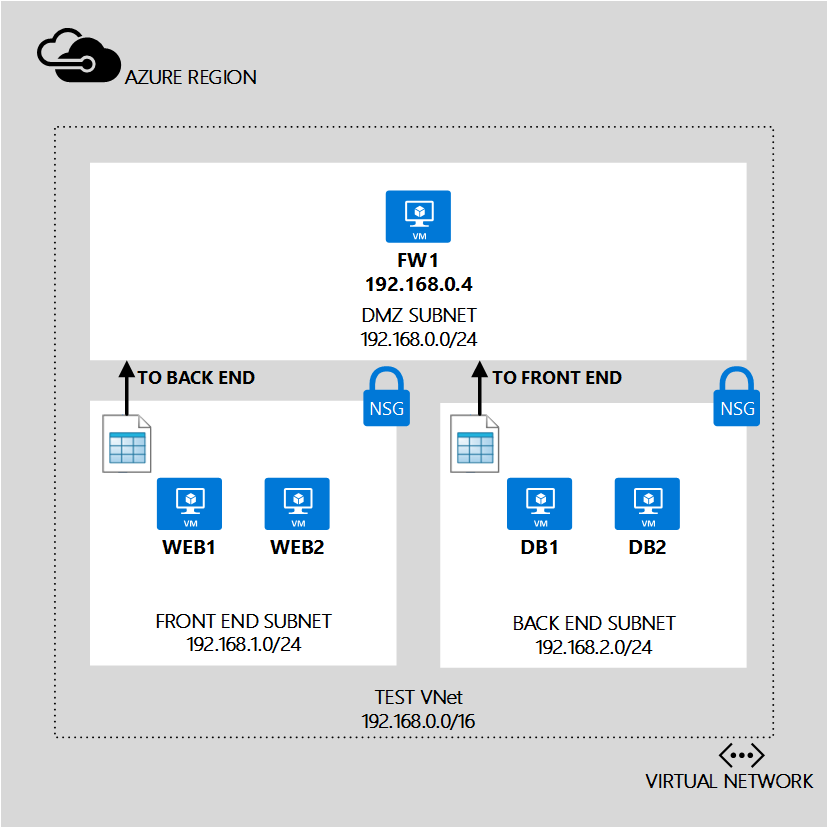 AZURE REGION
VM
FW1
192.168.0.4
DMZ SUBNET
192.168.0.0/24
TO BACK END
NSG
TO FRONT END
NSG
VM
WEB1
VM
WEB2
FRONT END SUBNET
192.168.1.0/24
VM
DB1
VM
DB2
BACK END SUBNET
192.168.2.0/24
TEST VNet
192.168.0.0/16
VIRTUAL NETWORK